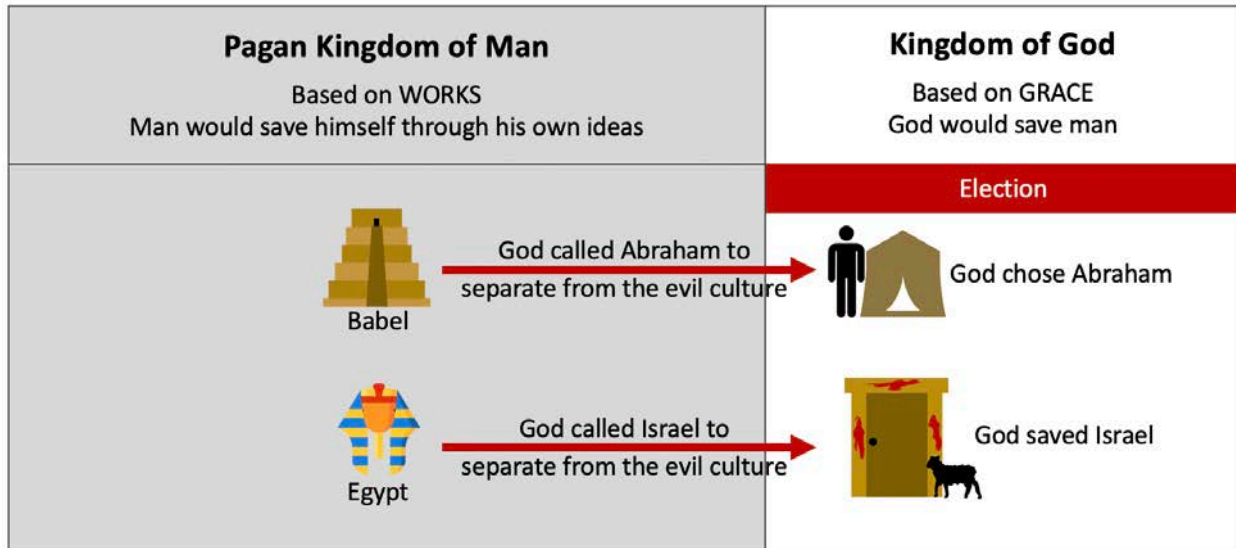 Pagan Kingdom of Man
Based on WORKS
Man would save himself through his own ideas
Kingdom of God
Based on GRACE
God would save man
Election
God called Abraham to
separate from the evil culture
Babel
God chose Abraham
God called Israel to
separate from the evil culture
Egypt
God saved Israel